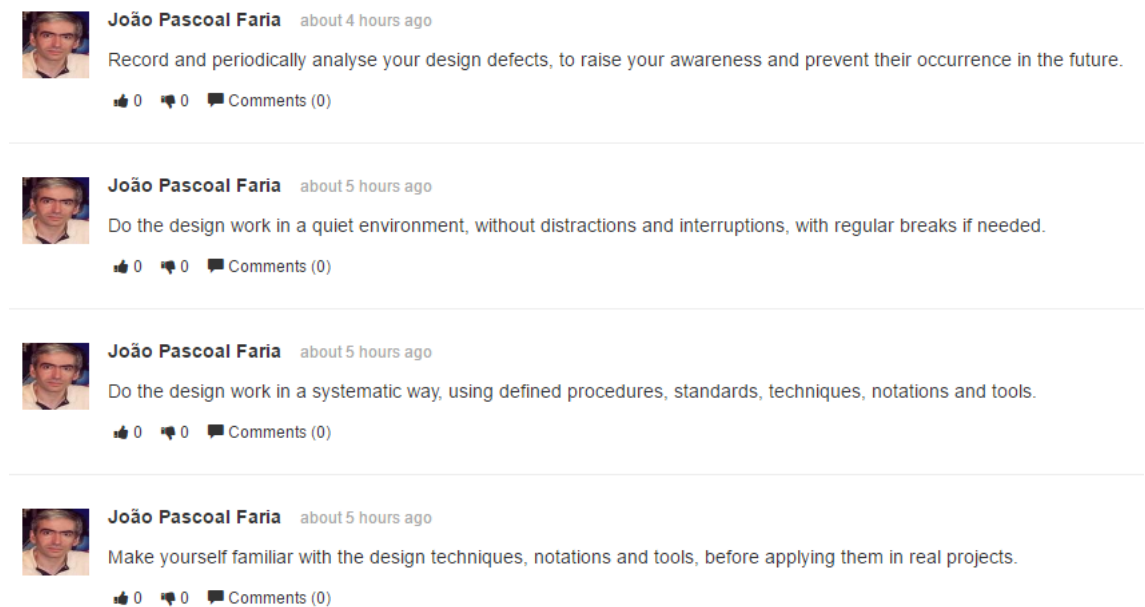 João Pascoal Faria about 4 hours ago
Record and periodically analyse your design defects, to raise your awareness and prevent their occurrence in the future.
0 0 Comments (0)
João Pascoal Faria about 5 hours ago
Do the design work in a quiet environment, without distractions and interruptions, with regular breaks if needed.
0 0 Comments (0)
João Pascoal Faria about 5 hours ago
Do the design work in a systematic way, using defined procedures, standards, techniques, notations and tools.
0 0 Comments (0)
João Pascoal Faria about 5 hours ago
Make yourself familiar with the design techniques, notations and tools, before applying them in real projects.
0 0 Comments (0)